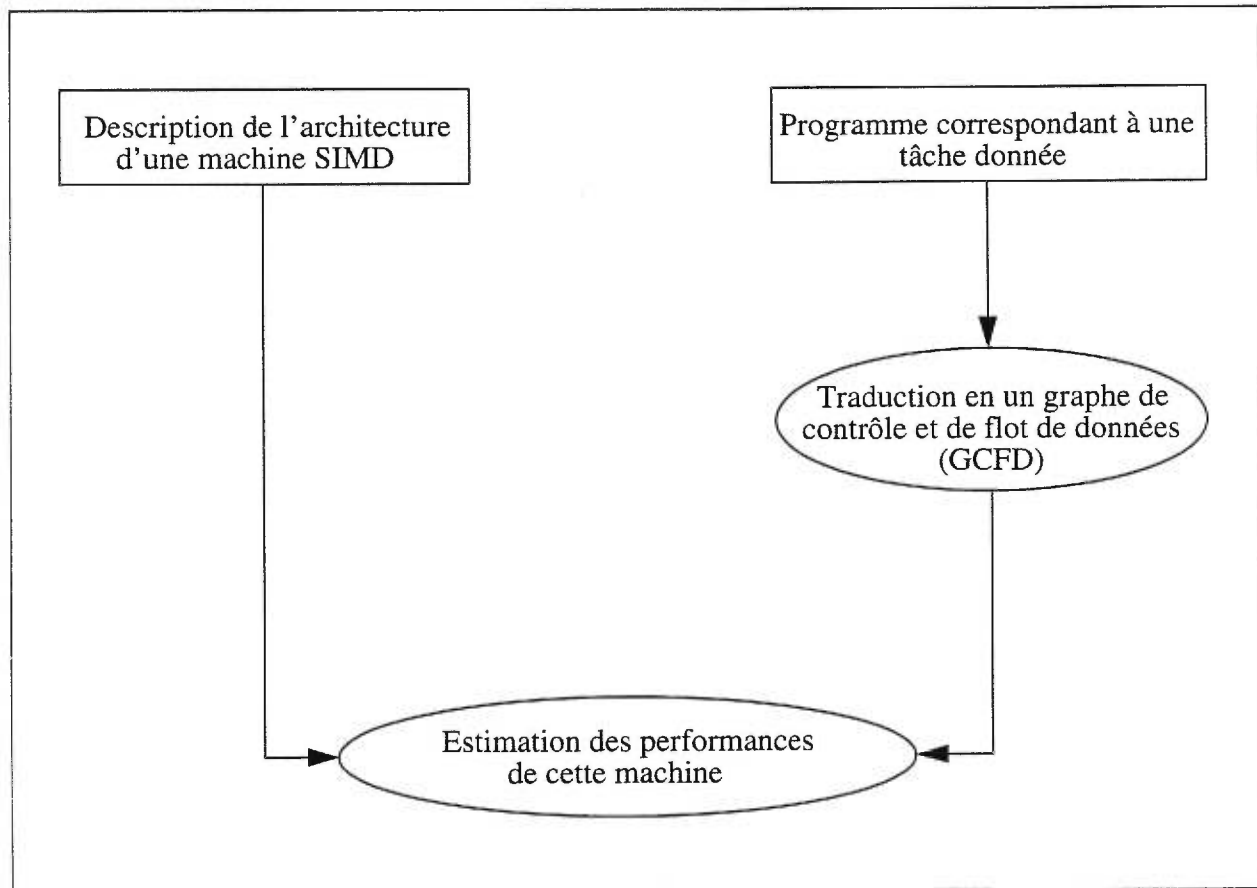 Description de l'architecture
d'une machine SIMD
Programme correspondant à une
tâche donnée
Traduction en un graphe de
contrôle et de flot de données
(GCFD)
Estimation des performances
de cette machine